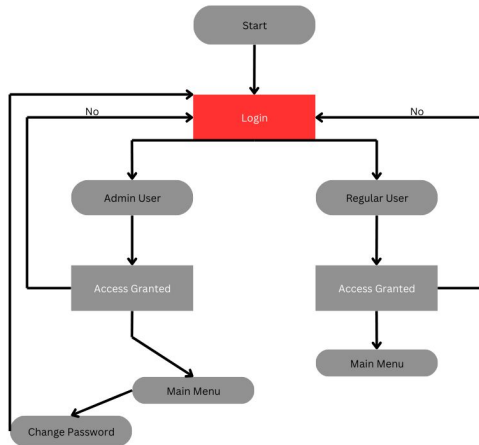 Start
No
Login
No
Admin User
Regular User
Access Granted
Access Granted
Main Menu
Main Menu
Change Password